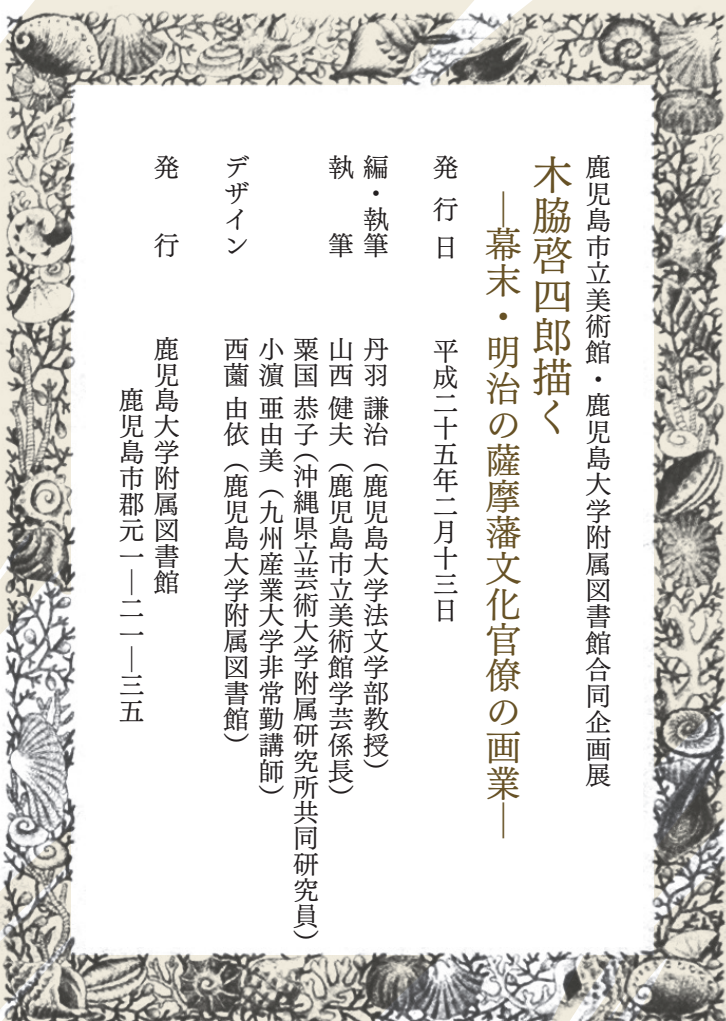 鹿児島市立美術館・鹿児島大学附属図書館合同企画展
木脇啓四郎描く
―幕末・明治の薩摩藩文化官僚の画業―
発行日 平成二十五年二月十三日
編・執筆 丹羽 謙治（鹿児島大学法文学部教授）
執筆 山西 健夫（鹿児島市立美術館学芸係長）
粟国 恭子（沖縄県立芸術大学附属研究所共同研究員）
小濵 亜由美（九州産業大学非常勤講師）
デザイン 西薗 由依（鹿児島大学附属図書館）
発行 鹿児島大学附属図書館
鹿児島市郡元一―二一―三五